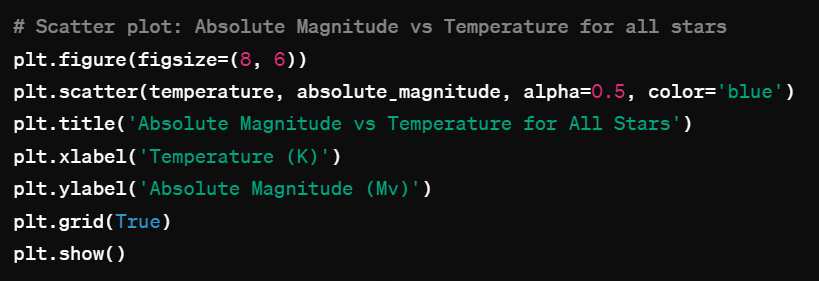 # Scatter plot: Absolute Magnitude vs Temperature for all stars
plt.figure(figsize=(8, 6))
plt.scatter(temperature, absolute_magnitude, alpha=0.5, color='blue')
plt.title('Absolute Magnitude vs Temperature for All Stars')
plt.xlabel('Temperature (K)')
plt.ylabel('Absolute Magnitude (Mv)')
plt.grid(True)
plt.show()